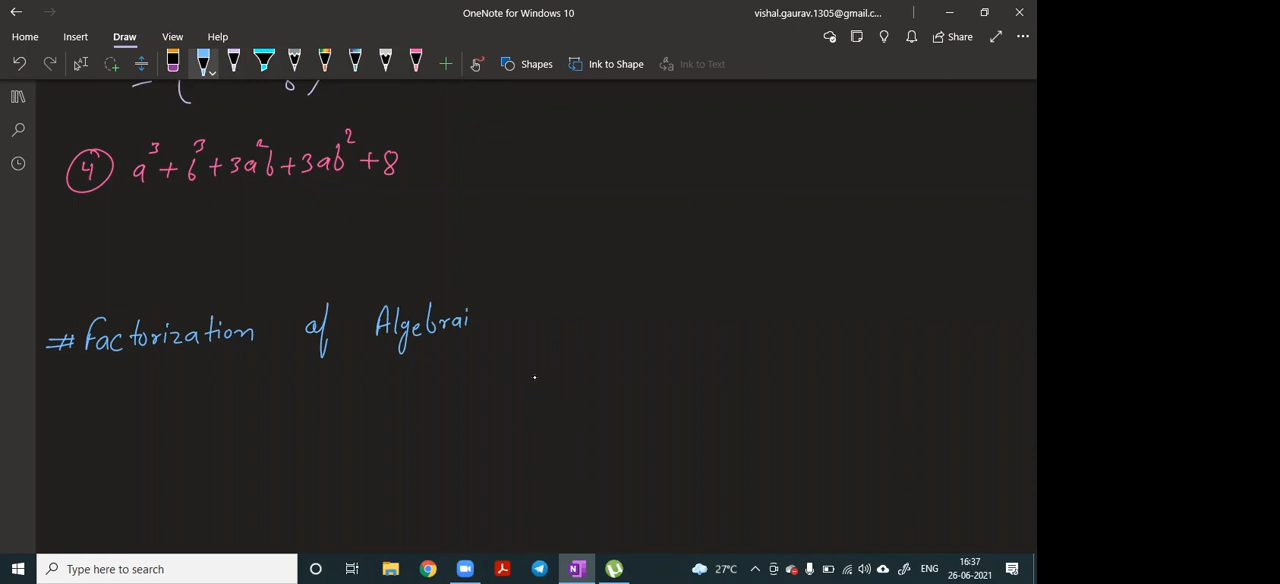 OneNote for Windows 10
vishal.gaurav.1305@gmail.c...
Home Insert Draw View Help
Share
Shapes Ink to Shape Ink to Text
4 a³ + b³ + 3a²b + 3ab² + 8
# Factorization of Algebrai
Type here to search
27°C
ENG
16:37
26-06-2021